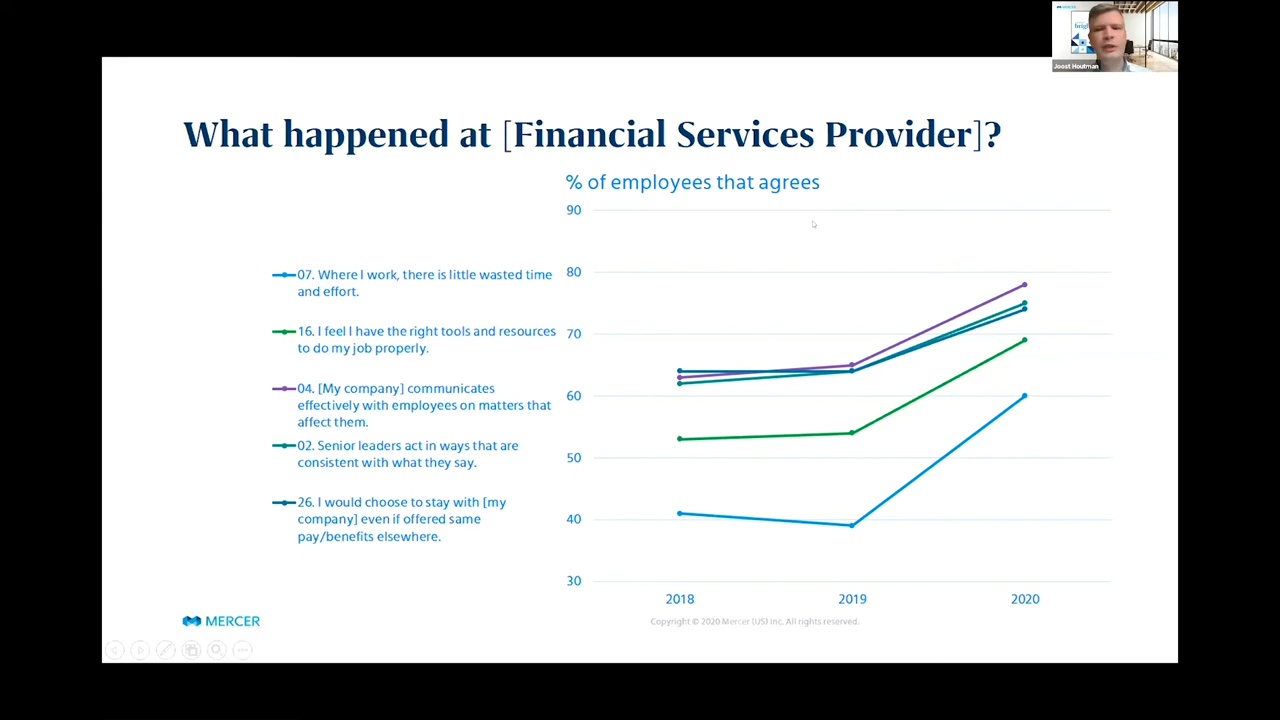 MERCER
Joost Houtman
What happened at [Financial Services Provider]?
% of employees that agrees
90
80
70
60
50
40
30
07. Where I work, there is little wasted time
and effort.
16. I feel I have the right tools and resources
to do my job properly.
04. [My company] communicates
effectively with employees on matters that
affect them.
02. Senior leaders act in ways that are
consistent with what they say.
26. I would choose to stay with [my
company] even if offered same
pay/benefits elsewhere.
2018 2019 2020
MERCER
Copyright © 2020 Mercer (US) Inc. All rights reserved.